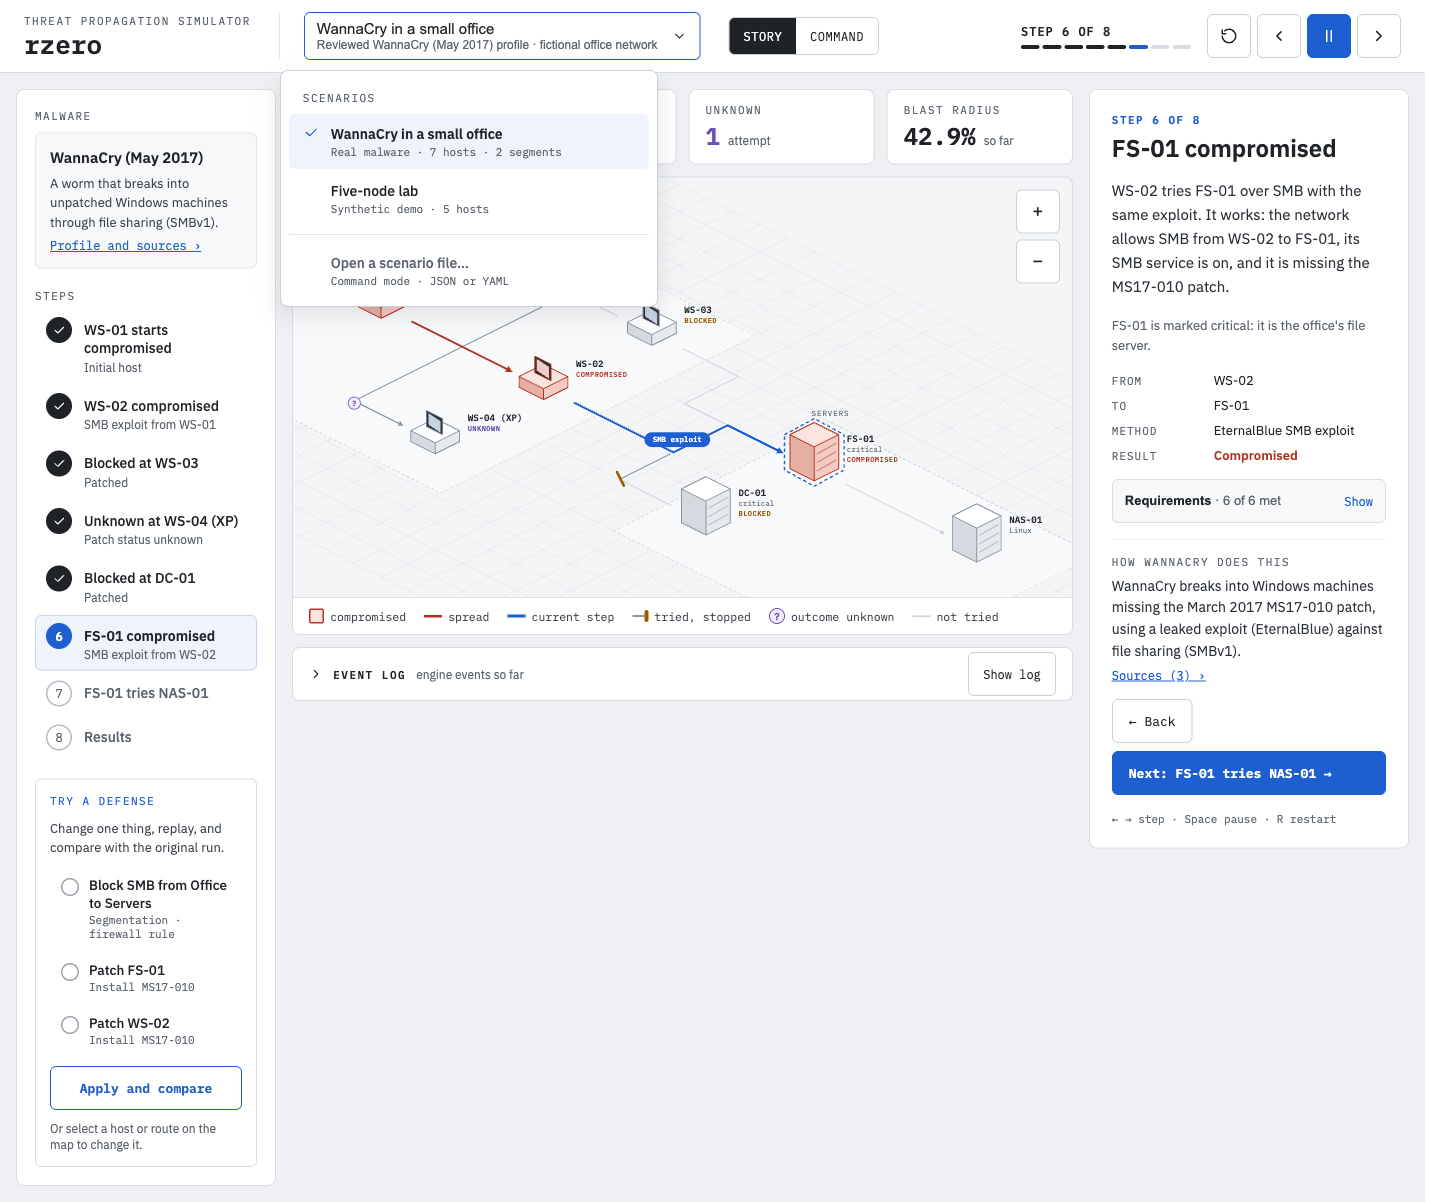 THREAT PROPAGATION SIMULATOR
rzero
WannaCry in a small office
Reviewed WannaCry (May 2017) profile · fictional office network
STORY
COMMAND
STEP 6 OF 8
SCENARIOS
WannaCry in a small office
Real malware · 7 hosts · 2 segments
Five-node lab
Synthetic demo · 5 hosts
Open a scenario file...
Command mode · JSON or YAML
MALWARE
WannaCry (May 2017)
A worm that breaks into
unpatched Windows machines
through file sharing (SMBv1).
Profile and sources ›
STEPS
WS-01 starts
compromised
Initial host
WS-02 compromised
SMB exploit from WS-01
Blocked at WS-03
Patched
Unknown at WS-04 (XP)
Patch status unknown
Blocked at DC-01
Patched
6
FS-01 compromised
SMB exploit from WS-02
7
FS-01 tries NAS-01
8
Results
TRY A DEFENSE
Change one thing, replay, and
compare with the original run.
Block SMB from Office
to Servers
Segmentation ·
firewall rule
Patch FS-01
Install MS17-010
Patch WS-02
Install MS17-010
Apply and compare
Or select a host or route on the
map to change it.
UNKNOWN
1 attempt
BLAST RADIUS
42.9% so far
+
−
WS-03
BLOCKED
WS-02
COMPROMISED
?
WS-04 (XP)
UNKNOWN
SMB exploit
SERVERS
FS-01
critical
COMPROMISED
DC-01
critical
BLOCKED
NAS-01
Linux
compromised
spread
current step
tried, stopped
?
outcome unknown
not tried
EVENT LOG engine events so far
Show log
STEP 6 OF 8
FS-01 compromised
WS-02 tries FS-01 over SMB with the
same exploit. It works: the network
allows SMB from WS-02 to FS-01, its
SMB service is on, and it is missing the
MS17-010 patch.
FS-01 is marked critical: it is the office's file
server.
FROM WS-02
TO FS-01
METHOD EternalBlue SMB exploit
RESULT Compromised
Requirements · 6 of 6 met Show
HOW WANNACRY DOES THIS
WannaCry breaks into Windows machines
missing the March 2017 MS17-010 patch,
using a leaked exploit (EternalBlue) against
file sharing (SMBv1).
Sources (3) ›
← Back
Next: FS-01 tries NAS-01 →
← → step · Space pause · R restart